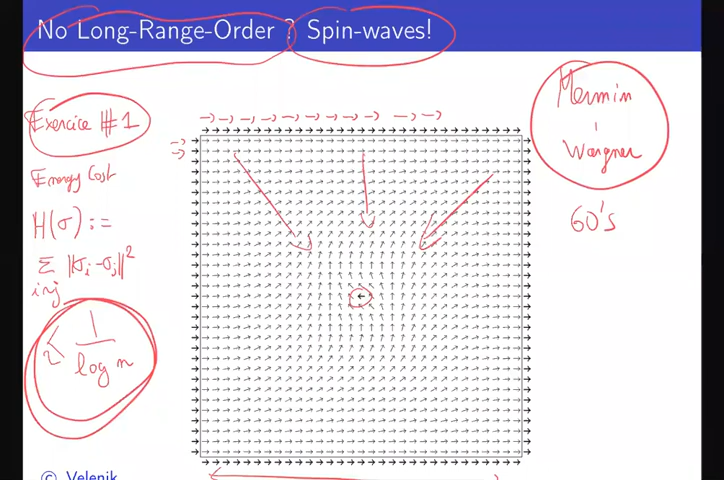 No Long-Range-Order ? Spin-waves!
Exercice #1
Energy Cost
H(σ) :=
Σ ||σi - σj||²
i~j
≤ 1
log n
Mermin
Wagner
60's
© Velenik